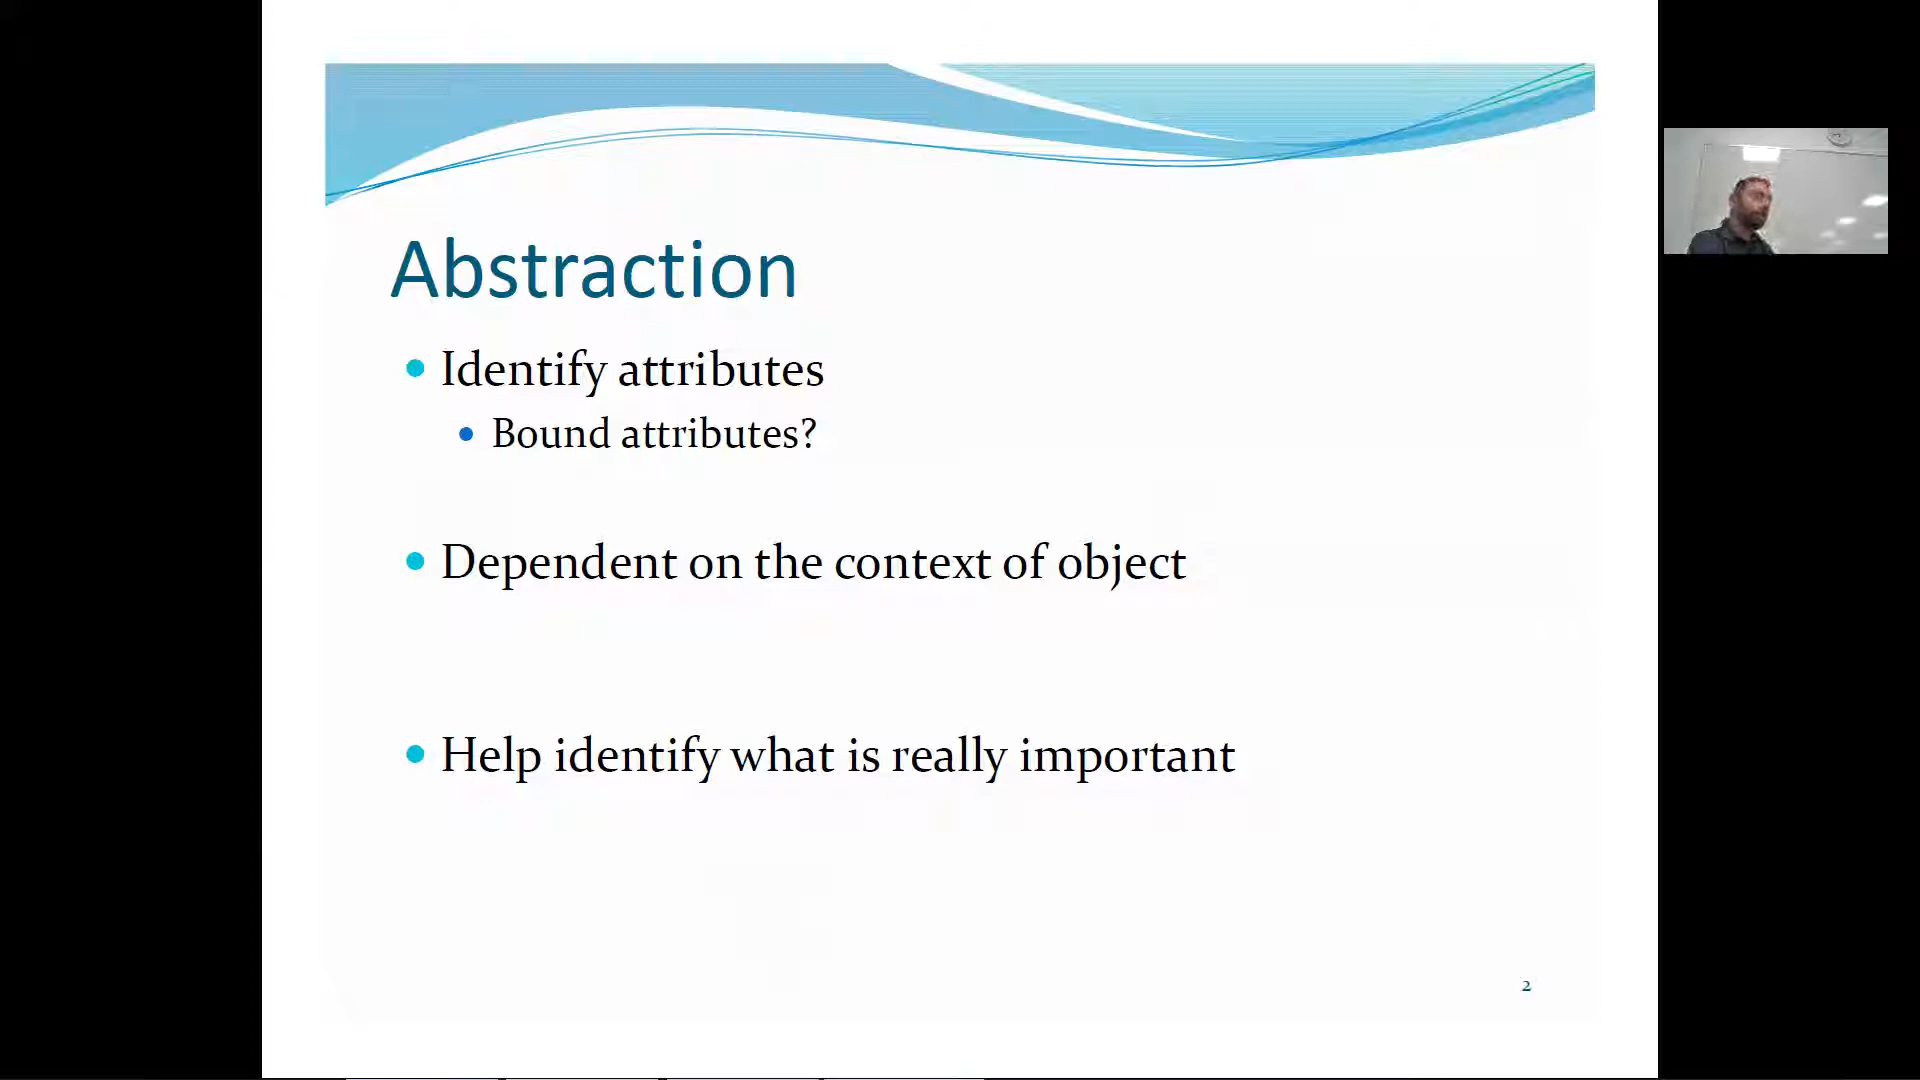 Abstraction
Identify attributes
Bound attributes?
Dependent on the context of object
Help identify what is really important
2